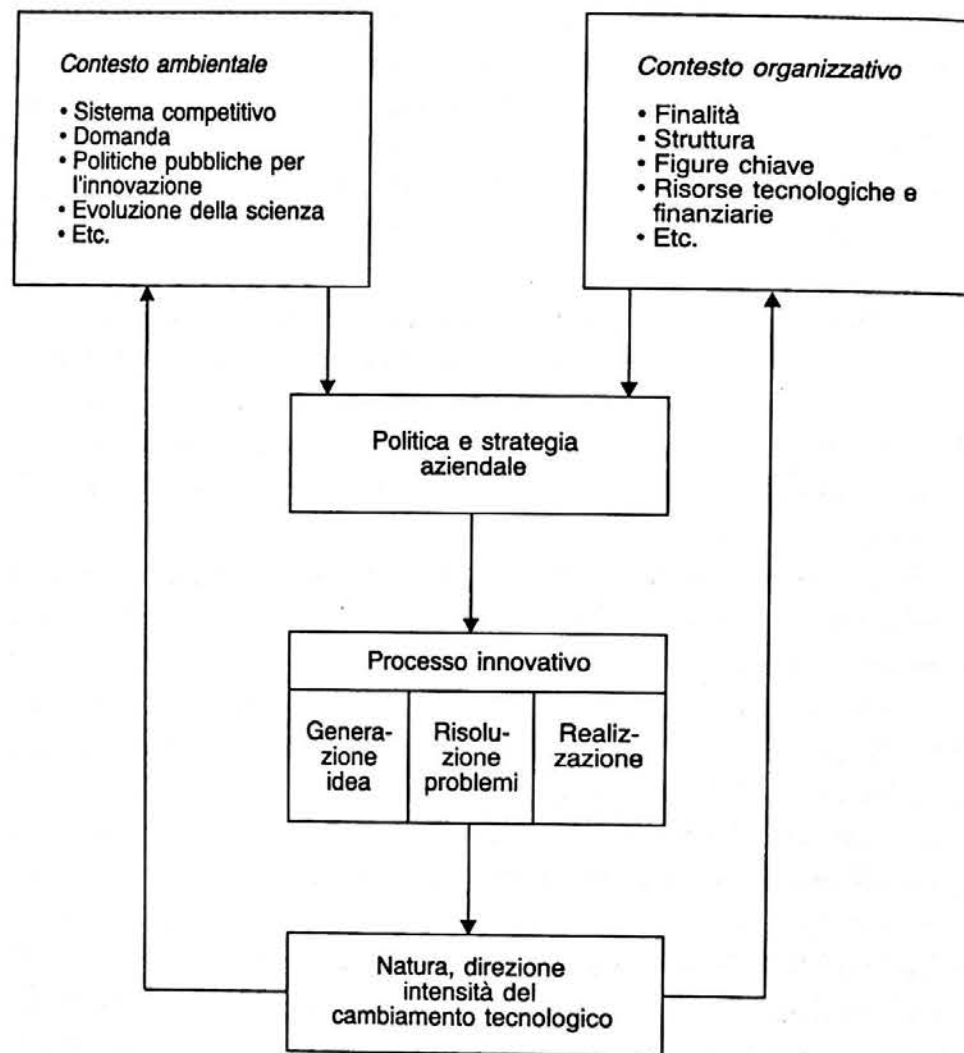 Contesto ambientale
• Sistema competitivo
• Domanda
• Politiche pubbliche per
l'innovazione
• Evoluzione della scienza
• Etc.
Contesto organizzativo
• Finalità
• Struttura
• Figure chiave
• Risorse tecnologiche e
finanziarie
• Etc.
Politica e strategia
aziendale
Processo innovativo
Genera-
zione
idea
Risolu-
zione
problemi
Realiz-
zazione
Natura, direzione
intensità del
cambiamento tecnologico